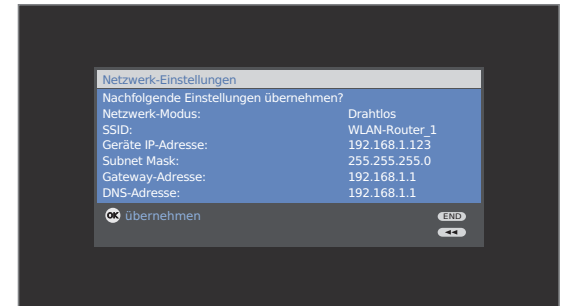 Netzwerk-Einstellungen
Nachfolgende Einstellungen übernehmen?
Netzwerk-Modus: Drahtlos
SSID: WLAN-Router_1
Geräte IP-Adresse: 192.168.1.123
Subnet Mask: 255.255.255.0
Gateway-Adresse: 192.168.1.1
DNS-Adresse: 192.168.1.1
OK übernehmen END